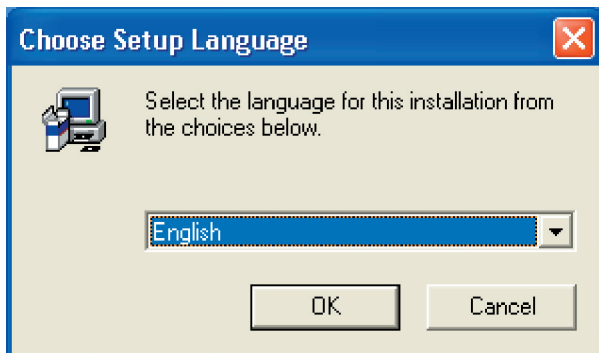 Choose Setup Language
Select the language for this installation from
the choices below.
English
OK
Cancel